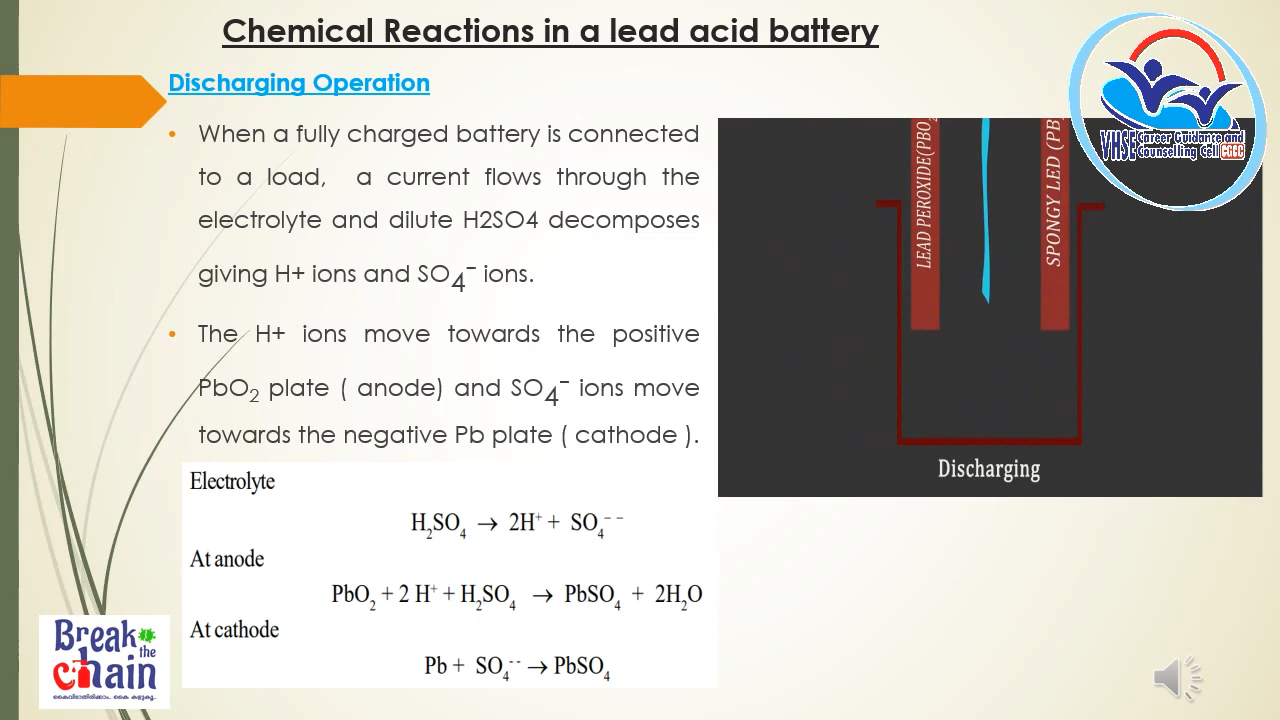 Chemical Reactions in a lead acid battery
Discharging Operation
• When a fully charged battery is connected
to a load, a current flows through the
electrolyte and dilute H2SO4 decomposes
giving H+ ions and SO₄⁻ ions.
• The H+ ions move towards the positive
PbO₂ plate ( anode) and SO₄⁻ ions move
towards the negative Pb plate ( cathode ).
Electrolyte
H₂SO₄ → 2H⁺ + SO₄⁻⁻
At anode
PbO₂ + 2 H⁺ + H₂SO₄ → PbSO₄ + 2H₂O
At cathode
Pb + SO₄⁻⁻ → PbSO₄
LEAD PEROXIDE(PBO₂
SPONGY LED (PB
Discharging
VHSE Career Guidance and
Counselling Cell CGCC
Break
the
chain
കൈവിടാതിരിക്കാം, കൈ കഴുകൂ..